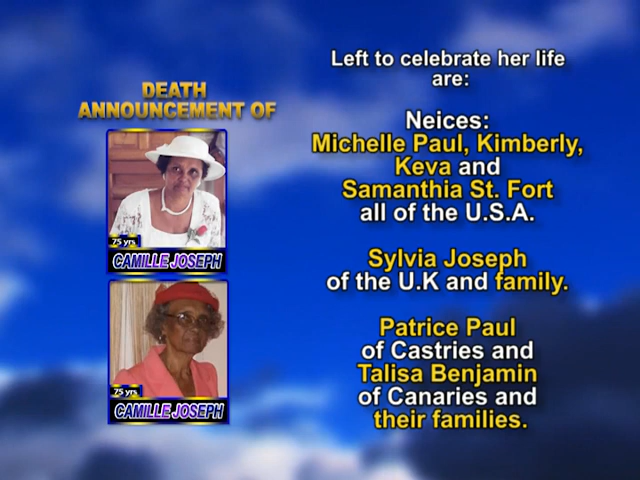 DEATH
ANNOUNCEMENT OF
75 yrs
CAMILLE JOSEPH
75 yrs
CAMILLE JOSEPH
Left to celebrate her life
are:
Neices:
Michelle Paul, Kimberly,
Keva and
Samanthia St. Fort
all of the U.S.A.
Sylvia Joseph
of the U.K and family.
Patrice Paul
of Castries and
Talisa Benjamin
of Canaries and
their families.